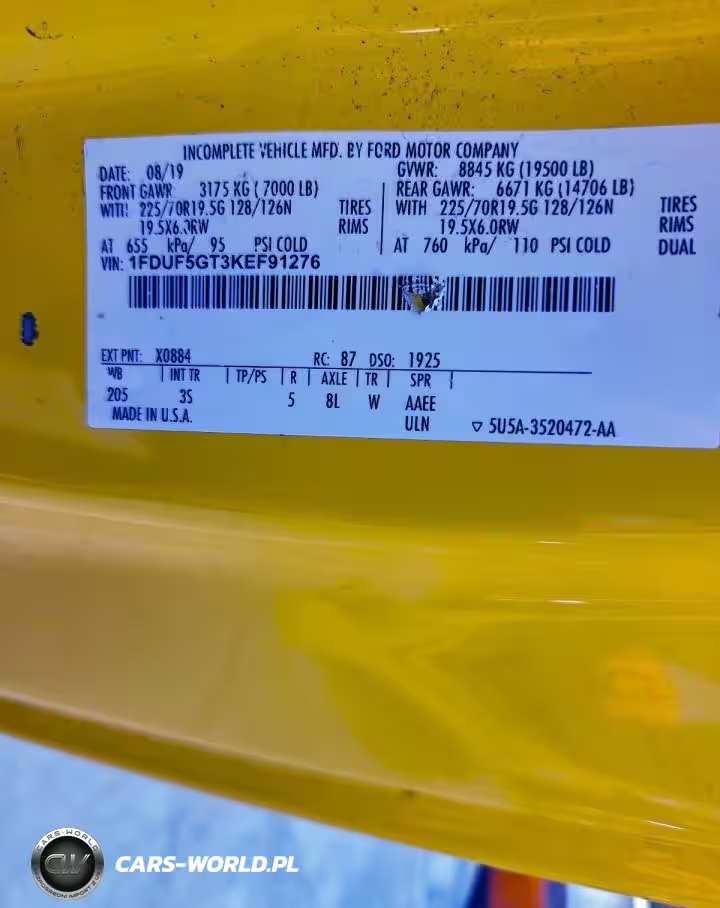 INCOMPLETE VEHICLE MFD. BY FORD MOTOR COMPANY
DATE: 08/19 GVWR: 8845 KG (19500 LB)
FRONT GAWR: 3175 KG ( 7000 LB) REAR GAWR: 6671 KG (14706 LB)
WITH 225/70R19.5G 128/126N TIRES WITH 225/70R19.5G 128/126N TIRES
19.5X6.0RW RIMS 19.5X6.0RW RIMS
AT 655 kPa/ 95 PSI COLD AT 760 kPa/ 110 PSI COLD DUAL
VIN: 1FDUF5GT3KEF91276
EXT PNT: X0884 RC: 87 DSO: 1925
WB INT TR TP/PS R AXLE TR SPR
205 3S 5 8L W AAEE
MADE IN U.S.A. ULN ▽ 5U5A-3520472-AA
CARS-WORLD
CW
CARS-WORLD.PL